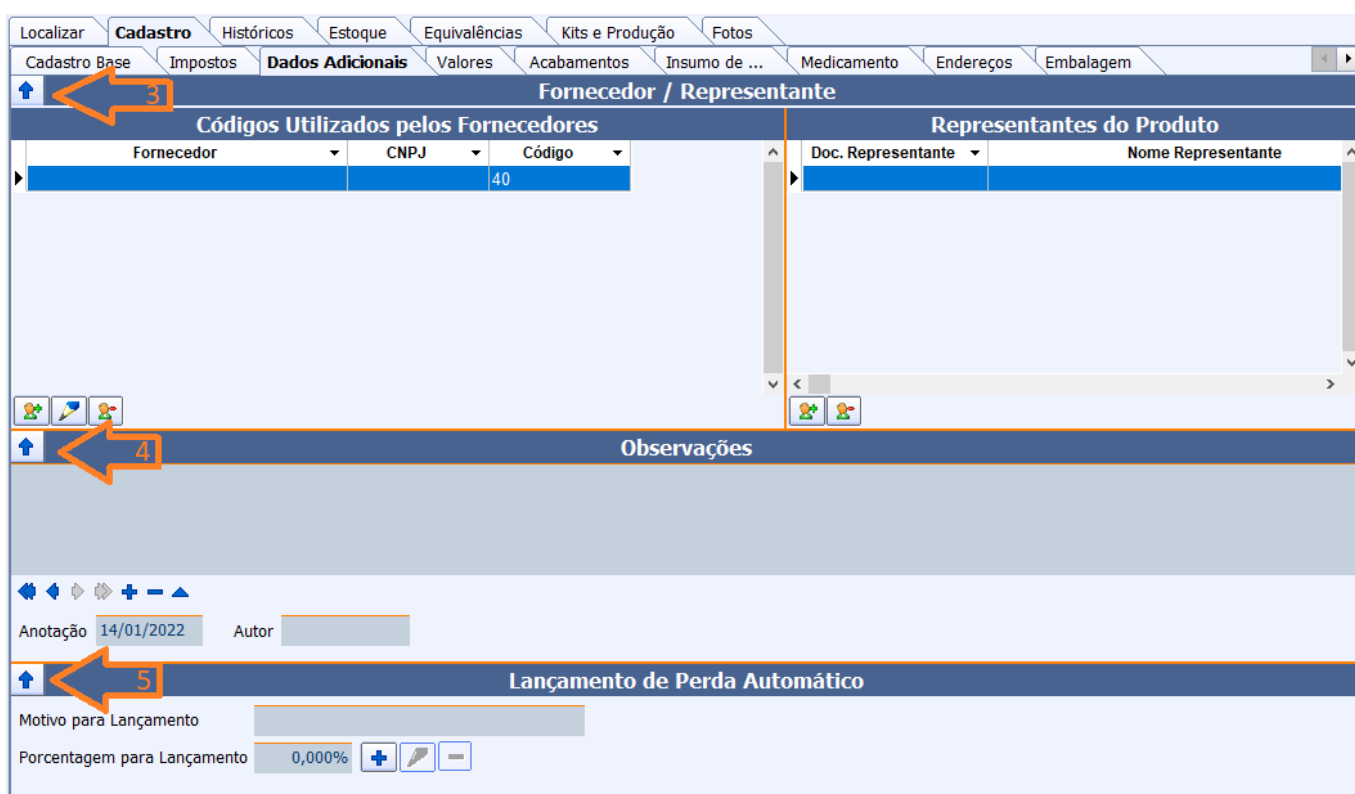 Localizar Cadastro Históricos Estoque Equivalências Kits e Produção Fotos
Cadastro Base Impostos Dados Adicionais Valores Acabamentos Insumo de ... Medicamento Endereços Embalagem
3 Fornecedor / Representante
Códigos Utilizados pelos Fornecedores Representantes do Produto
Fornecedor CNPJ Código Doc. Representante Nome Representante
40
4 Observações
Anotação 14/01/2022 Autor
5 Lançamento de Perda Automático
Motivo para Lançamento
Porcentagem para Lançamento 0,000%